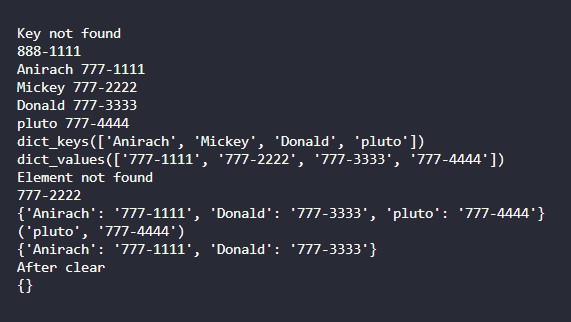 Key not found
888-1111
Anirach 777-1111
Mickey 777-2222
Donald 777-3333
pluto 777-4444
dict_keys(['Anirach', 'Mickey', 'Donald', 'pluto'])
dict_values(['777-1111', '777-2222', '777-3333', '777-4444'])
Element not found
777-2222
{'Anirach': '777-1111', 'Donald': '777-3333', 'pluto': '777-4444'}
('pluto', '777-4444')
{'Anirach': '777-1111', 'Donald': '777-3333'}
After clear
{}